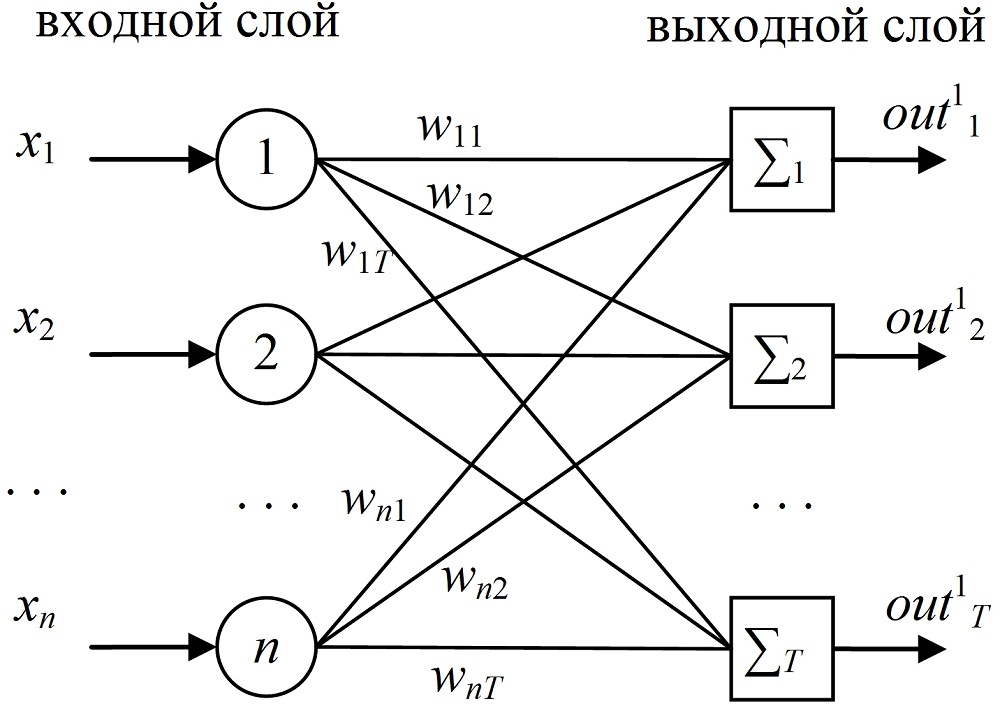 входной слой выходной слой
x1 1 w11 ∑1 out¹1
w12
w1T
x2 2 ∑2 out¹2
. . . . . . . . .
wn1
wn2
xn n ∑T out¹T
wnT